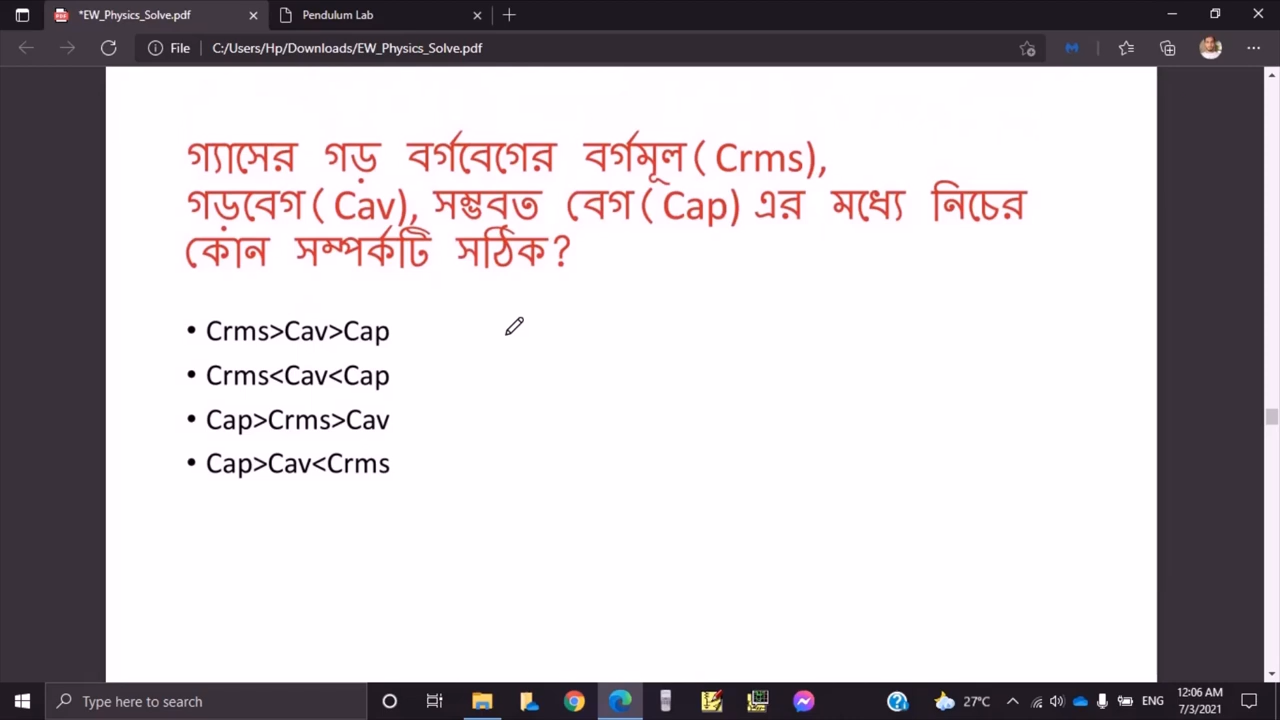 *EW_Physics_Solve.pdf
Pendulum Lab
File
C:/Users/Hp/Downloads/EW_Physics_Solve.pdf
গ্যাসের গড় বর্গবেগের বর্গমূল(Crms),
গড়বেগ(Cav), সম্ভবৃত বেগ(Cap) এর মধ্যে নিচের
কোন সম্পর্কটি সঠিক?
• Crms>Cav>Cap
• Crms<Cav<Cap
• Cap>Crms>Cav
• Cap>Cav<Crms
Type here to search
27°C
ENG
12:06 AM
7/3/2021